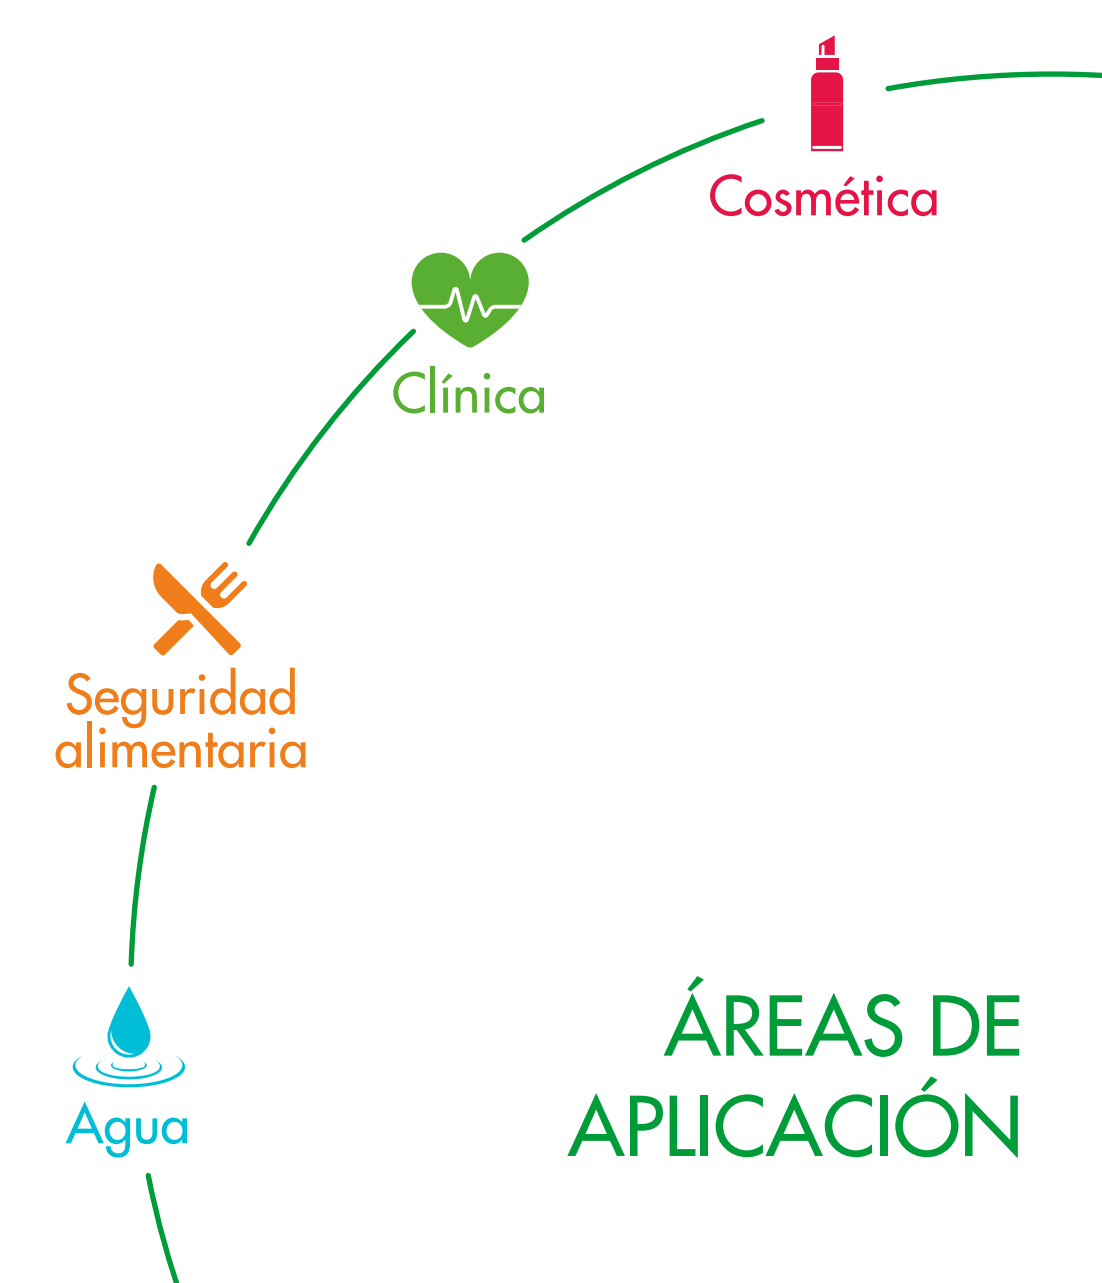 Cosmética
Clínica
Seguridad
alimentaria
Agua
ÁREAS DE
APLICACIÓN